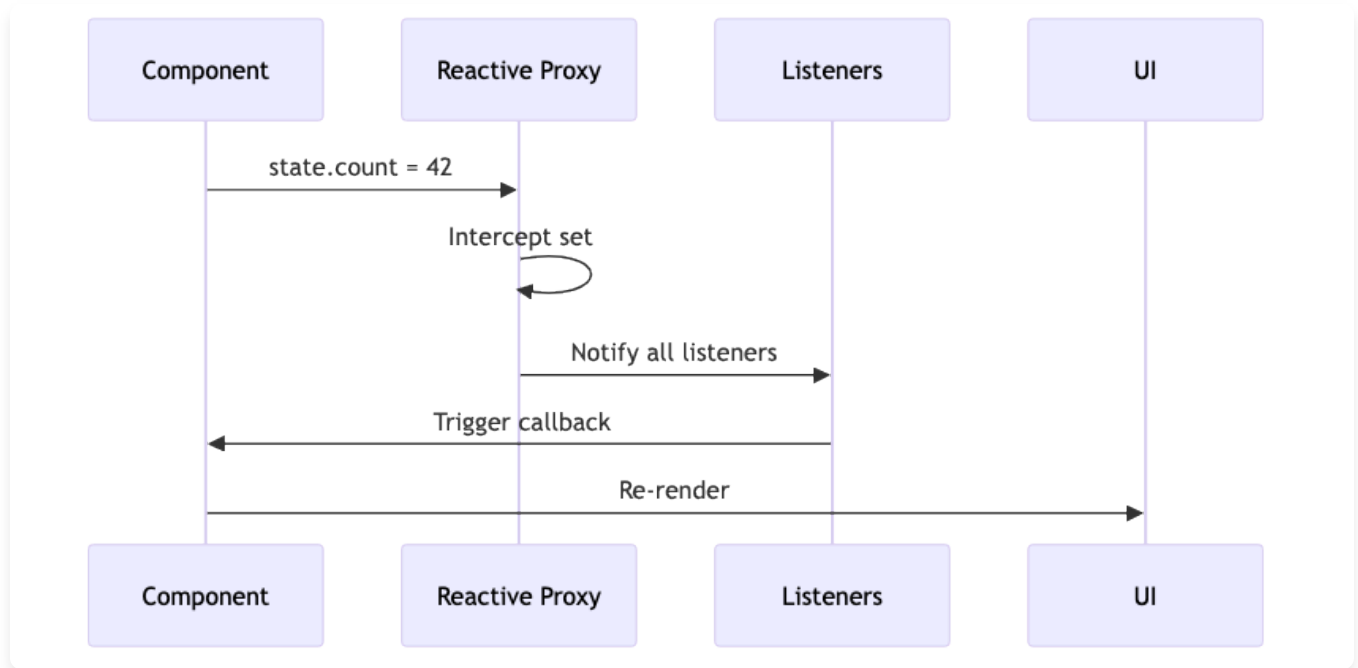 Component
Reactive Proxy
Listeners
UI
state.count = 42
Intercept set
Notify all listeners
Trigger callback
Re-render
Component
Reactive Proxy
Listeners
UI